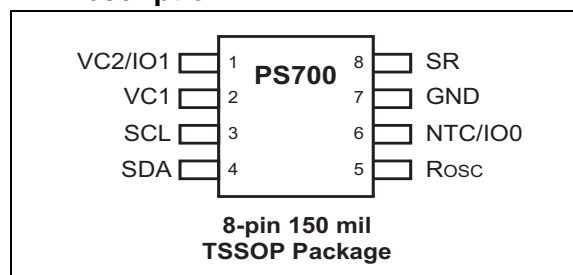 VC2/IO1 1 PS700 8 SR
VC1 2 7 GND
SCL 3 6 NTC/IO0
SDA 4 5 ROSC
8-pin 150 mil
TSSOP Package